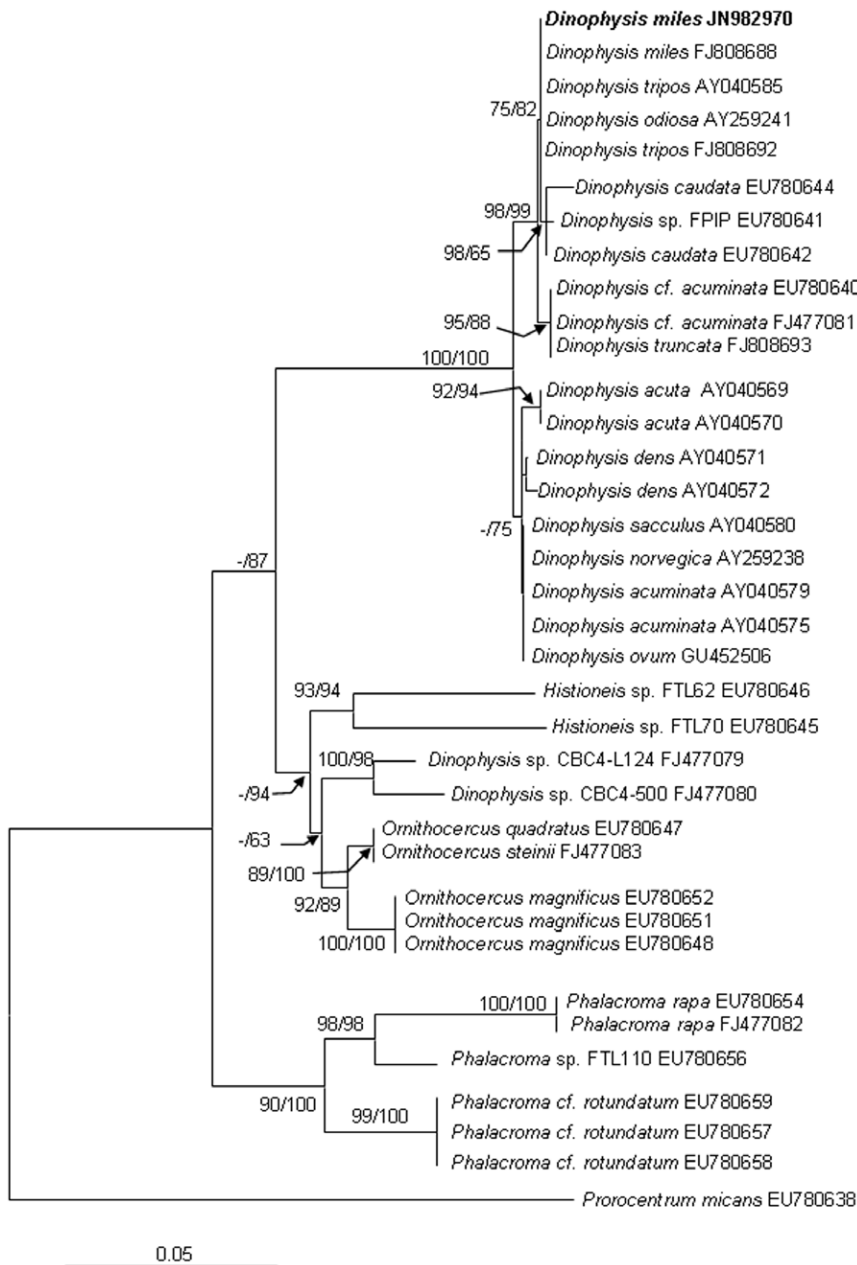 Dinophysis miles JN982970
Dinophysis miles FJ808688
Dinophysis tripos AY040585
75/82
Dinophysis odiosa AY259241
Dinophysis tripos FJ808692
Dinophysis caudata EU780644
98/99
Dinophysis sp. FPIP EU780641
98/65
Dinophysis caudata EU780642
Dinophysis cf. acuminata EU780640
95/88
Dinophysis cf. acuminata FJ477081
Dinophysis truncata FJ808693
100/100
92/94
Dinophysis acuta AY040569
Dinophysis acuta AY040570
Dinophysis dens AY040571
Dinophysis dens AY040572
-/75
Dinophysis sacculus AY040580
Dinophysis norvegica AY259238
-/87
Dinophysis acuminata AY040579
Dinophysis acuminata AY040575
Dinophysis ovum GU452506
93/94
Histioneis sp. FTL62 EU780646
Histioneis sp. FTL70 EU780645
100/98
Dinophysis sp. CBC4-L124 FJ477079
-/94
Dinophysis sp. CBC4-500 FJ477080
-/63
Ornithocercus quadratus EU780647
Ornithocercus steinii FJ477083
89/100
92/89
Ornithocercus magnificus EU780652
Ornithocercus magnificus EU780651
100/100
Ornithocercus magnificus EU780648
100/100
Phalacroma rapa EU780654
98/98
Phalacroma rapa FJ477082
Phalacroma sp. FTL110 EU780656
90/100
99/100
Phalacroma cf. rotundatum EU780659
Phalacroma cf. rotundatum EU780657
Phalacroma cf. rotundatum EU780658
Prorocentrum micans EU780638
0.05